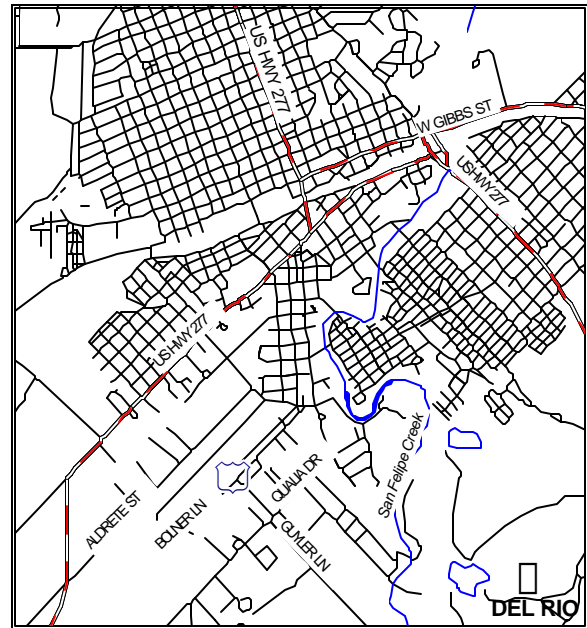 US HWY 277
W GIBBS ST
US HWY 277
US HWY 277
San Felipe Creek
QUALIA DR
ALDRETE ST
BOLNER LN
GUMLER LN
DEL RIO